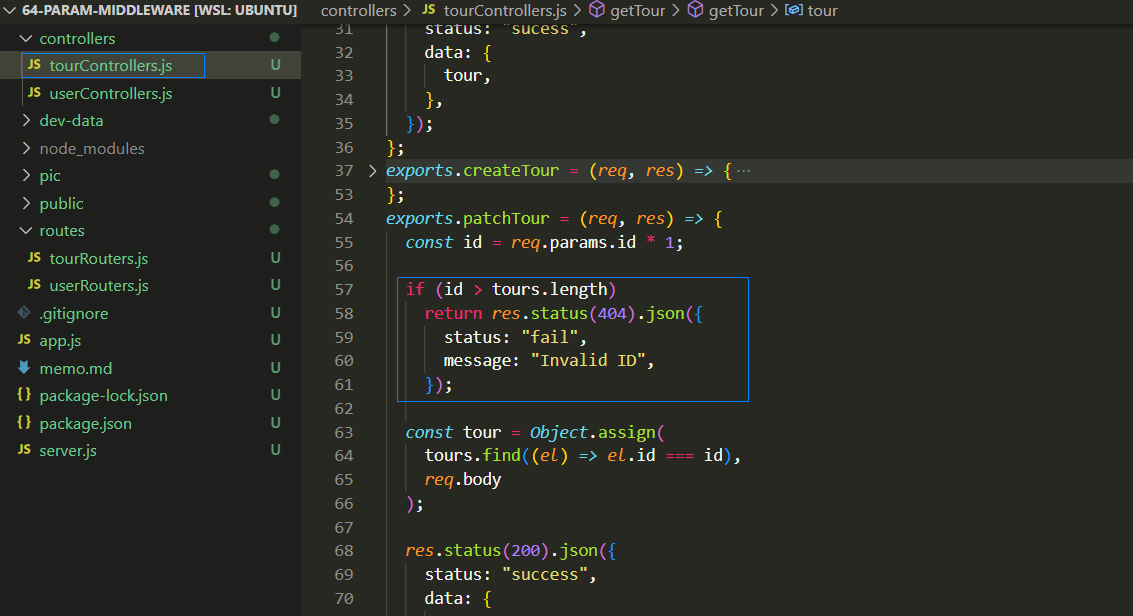 64-PARAM-MIDDLEWARE [WSL: UBUNTU]
controllers
JS tourControllers.js U
JS userControllers.js U
dev-data
node_modules
pic
public
routes
JS tourRouters.js U
JS userRouters.js U
.gitignore U
JS app.js U
memo.md U
{} package-lock.json U
{} package.json U
JS server.js U
controllers > JS tourControllers.js > getTour > getTour > tour
31 status: "sucess",
32 data: {
33 tour,
34 },
35 });
36 };
37 exports.createTour = (req, res) => { ···
53 };
54 exports.patchTour = (req, res) => {
55 const id = req.params.id * 1;
56
57 if (id > tours.length)
58 return res.status(404).json({
59 status: "fail",
60 message: "Invalid ID",
61 });
62
63 const tour = Object.assign(
64 tours.find((el) => el.id === id),
65 req.body
66 );
67
68 res.status(200).json({
69 status: "success",
70 data: {